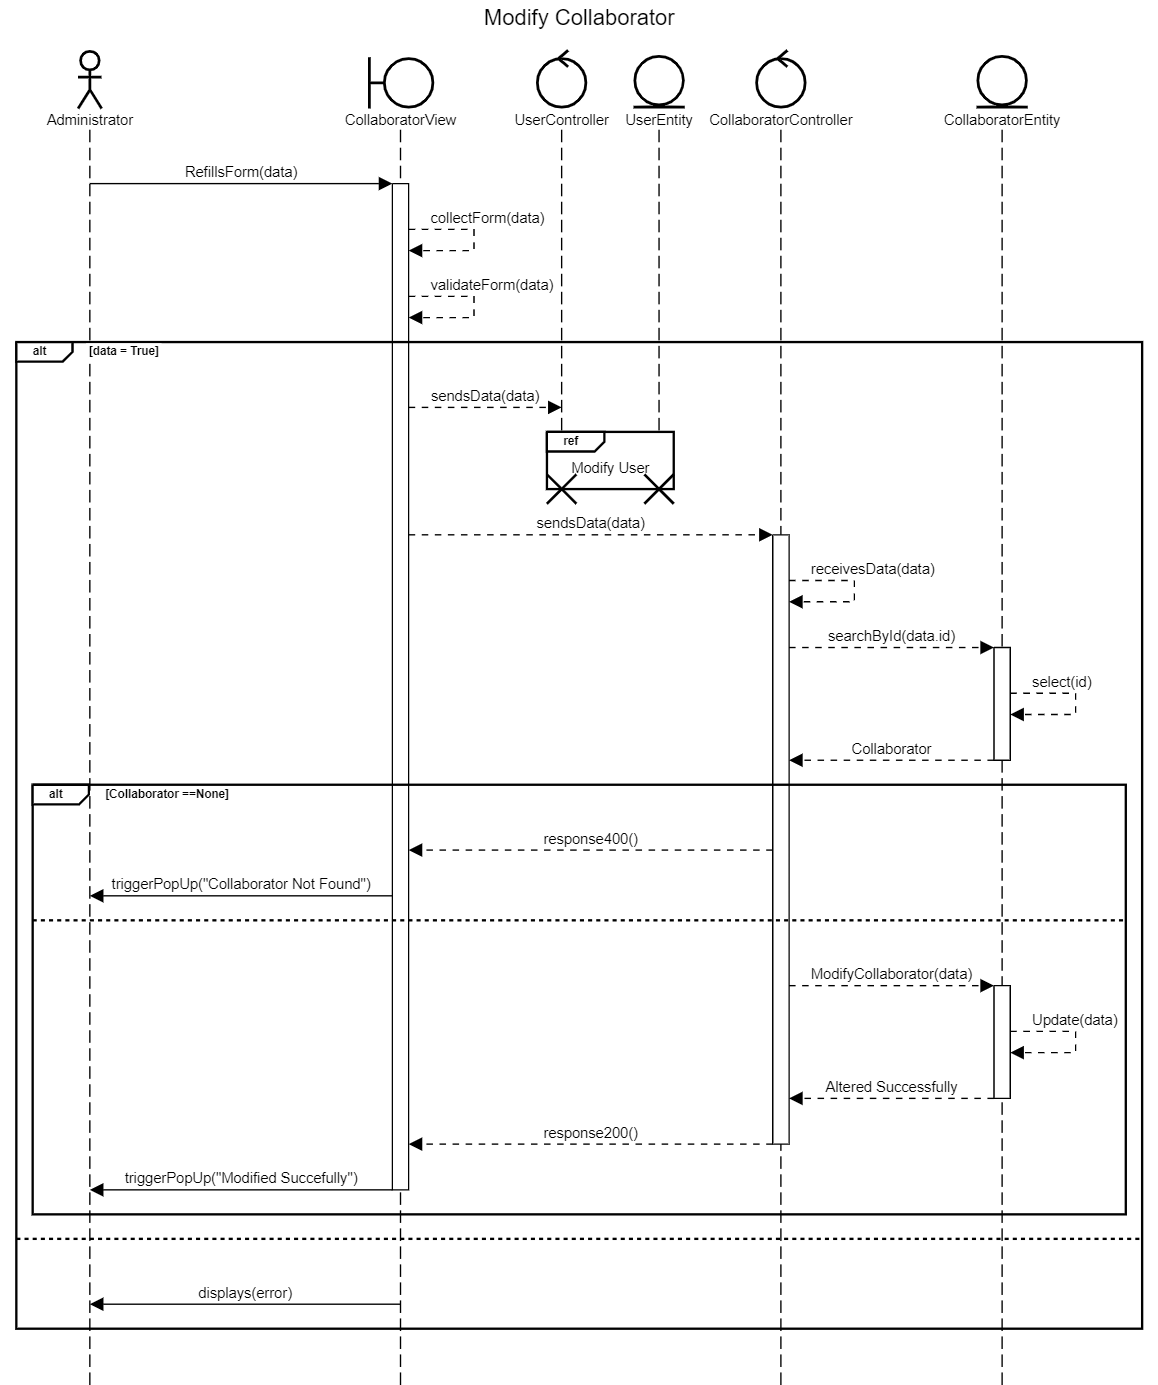 Modify Collaborator
Administrator
CollaboratorView
UserController
UserEntity
CollaboratorController
CollaboratorEntity
RefillsForm(data)
collectForm(data)
validateForm(data)
alt
[data = True]
sendsData(data)
ref
Modify User
sendsData(data)
receivesData(data)
searchById(data.id)
select(id)
Collaborator
alt
[Collaborator ==None]
response400()
triggerPopUp("Collaborator Not Found")
ModifyCollaborator(data)
Update(data)
Altered Successfully
response200()
triggerPopUp("Modified Succefully")
displays(error)